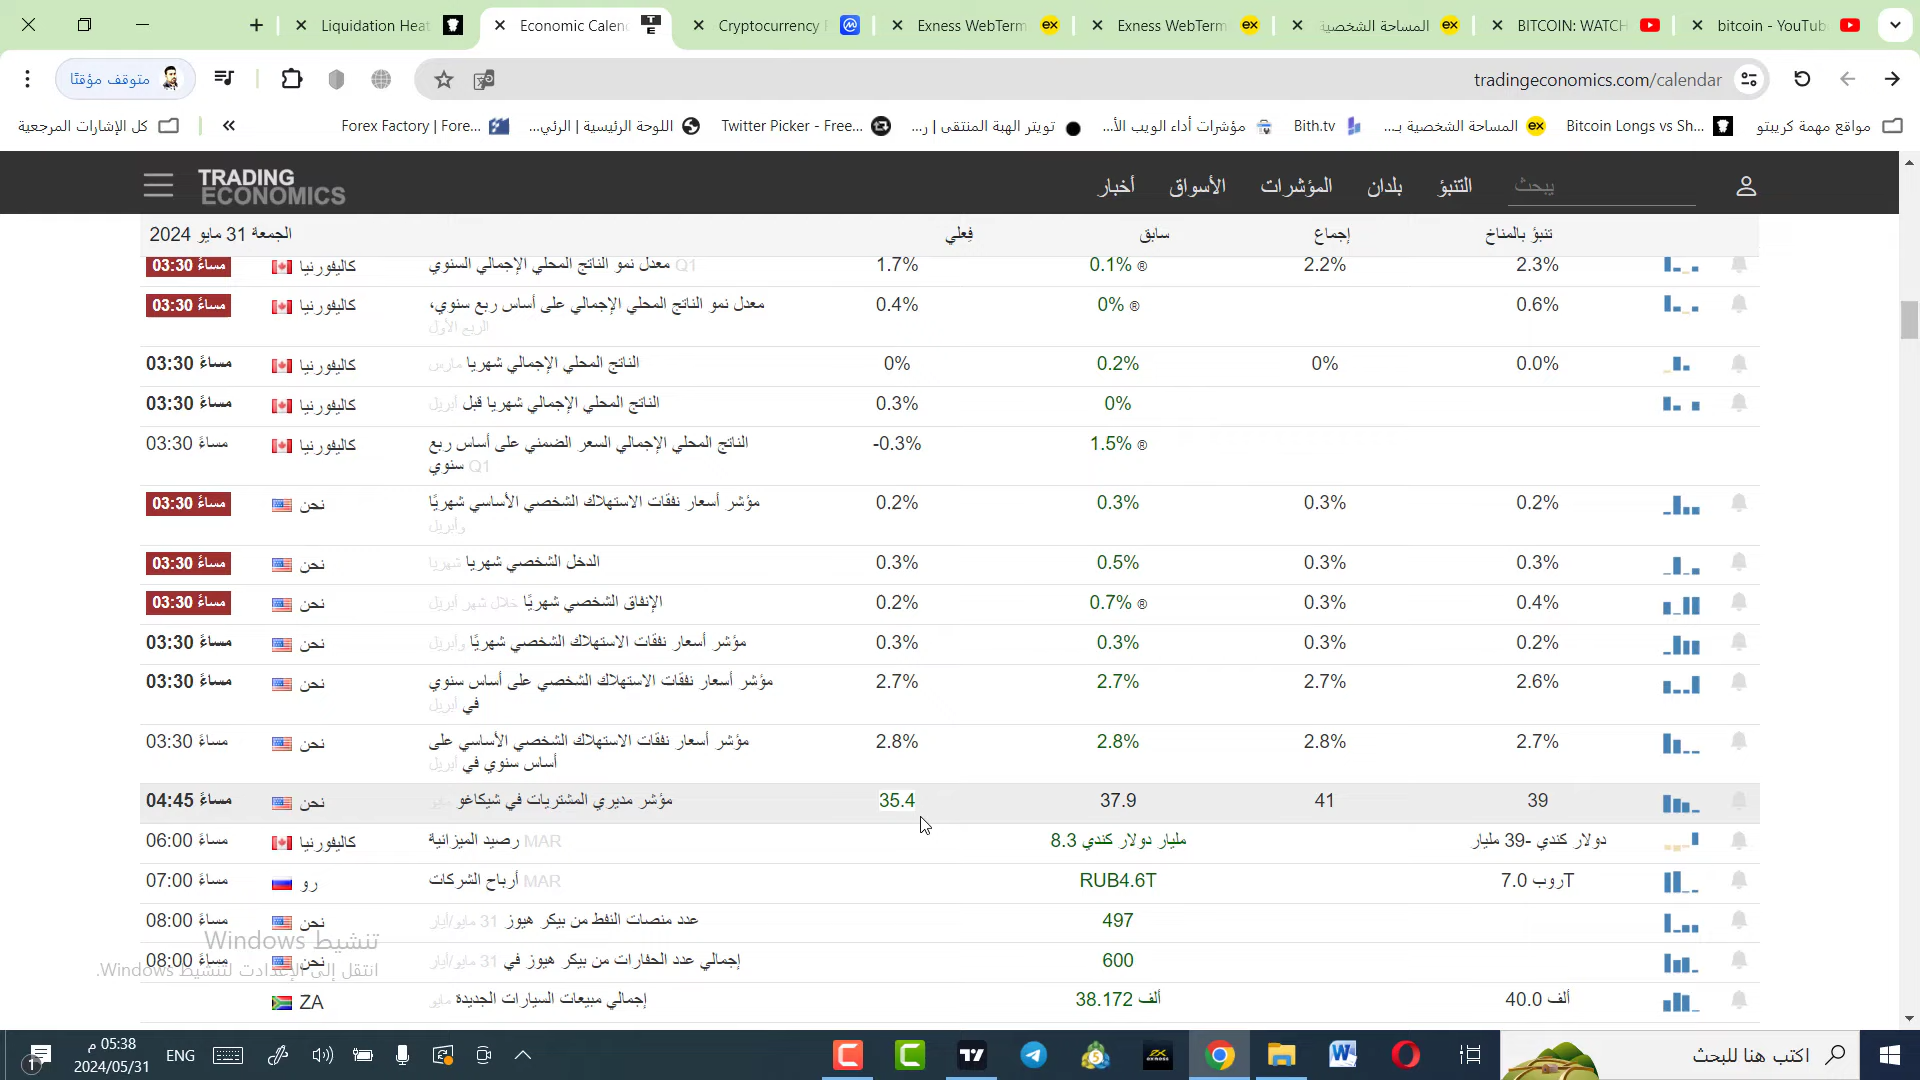 Liquidation Heat
Economic Calen
Cryptocurrency F
Exness WebTerm
Exness WebTerm
المساحة الشخصية
BITCOIN: WATCH
bitcoin - YouTub
متوقف مؤقتًا
tradingeconomics.com/calendar
كل الإشارات المرجعية
Forex Factory | Fore...
اللوحة الرئيسية | الرئي...
Twitter Picker - Free...
تويتر الهبة المنتقى | ر...
مؤشرات أداء الويب الأ...
Bith.tv
المساحة الشخصية بـ...
Bitcoin Longs vs Sh...
مواقع مهمة كريبتو
TRADING
ECONOMICS
أخبار
الأسواق
المؤشرات
بلدان
التنبؤ
يبحث
الجمعة 31 مايو 2024
فِعلي
سابق
إجماع
تنبؤ بالمناخ
03:30 مساءً كاليفورنيا معدل نمو الناتج المحلي الإجمالي السنوي Q1 1.7% 0.1% ® 2.2% 2.3%
03:30 مساءً كاليفورنيا معدل نمو الناتج المحلي الإجمالي على أساس ربع سنوي، 0.4% 0% ® 0.6%
الربع الأول
03:30 مساءً كاليفورنيا الناتج المحلي الإجمالي شهريا مارس 0% 0.2% 0% 0.0%
03:30 مساءً كاليفورنيا الناتج المحلي الإجمالي شهريا قبل أبريل 0.3% 0%
03:30 مساءً كاليفورنيا الناتج المحلي الإجمالي السعر الضمني على أساس ربع -0.3% 1.5% ®
سنوي Q1
03:30 مساءً نحن مؤشر أسعار نفقات الاستهلاك الشخصي الأساسي شهريًا 0.2% 0.3% 0.3% 0.2%
وأبريل
03:30 مساءً نحن الدخل الشخصي شهريا شهريا 0.3% 0.5% 0.3% 0.3%
03:30 مساءً نحن الإنفاق الشخصي شهريًا خلال شهر أبريل 0.2% 0.7% ® 0.3% 0.4%
03:30 مساءً نحن مؤشر أسعار نفقات الاستهلاك الشخصي شهريًا وأبريل 0.3% 0.3% 0.3% 0.2%
03:30 مساءً نحن مؤشر أسعار نفقات الاستهلاك الشخصي على أساس سنوي 2.7% 2.7% 2.7% 2.6%
في أبريل
03:30 مساءً نحن مؤشر أسعار نفقات الاستهلاك الشخصي الأساسي على 2.8% 2.8% 2.8% 2.7%
أساس سنوي في أبريل
04:45 مساءً نحن مؤشر مديري المشتريات في شيكاغو مايو 35.4 37.9 41 39
06:00 مساءً كاليفورنيا رصيد الميزانية MAR مليار دولار كندي 8.3 دولار كندي -39 مليار
07:00 مساءً رو أرباح الشركات MAR RUB4.6T روب 7.0T
08:00 مساءً نحن عدد منصات النفط من بيكر هيوز 31 مايو/أيار 497
08:00 مساءً نحن إجمالي عدد الحفارات من بيكر هيوز في 31 مايو/أيار 600
ZA إجمالي مبيعات السيارات الجديدة مايو 38.172 ألف 40.0 ألف
تنشيط Windows
انتقل إلى الإعدادت لتنشيط Windows.
05:38 م
2024/05/31
1
ENG
exness
اكتب هنا للبحث